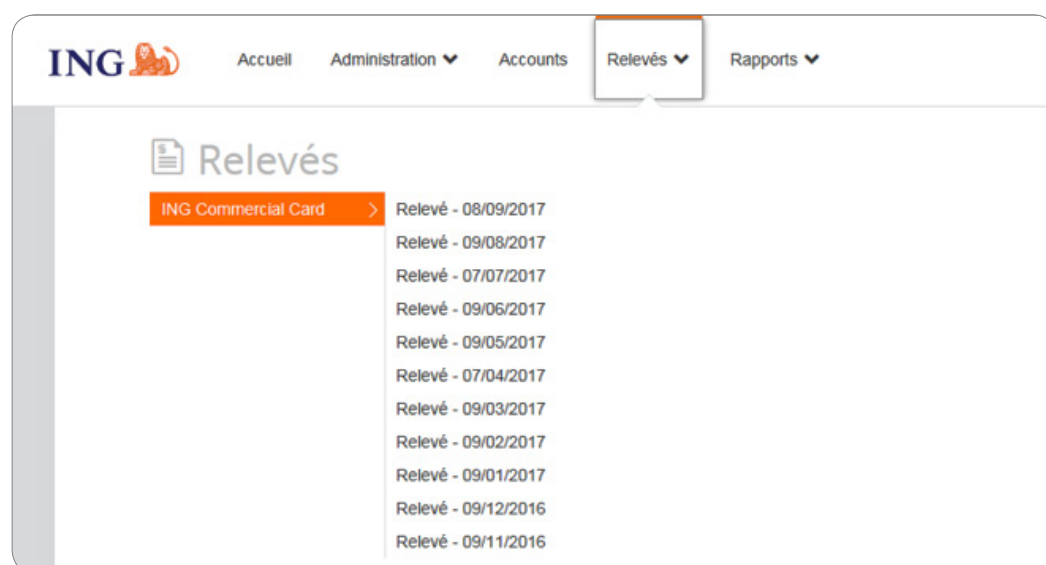 ING Accueil Administration Accounts Relevés Rapports
Relevés
ING Commercial Card Relevé - 08/09/2017
Relevé - 09/08/2017
Relevé - 07/07/2017
Relevé - 09/06/2017
Relevé - 09/05/2017
Relevé - 07/04/2017
Relevé - 09/03/2017
Relevé - 09/02/2017
Relevé - 09/01/2017
Relevé - 09/12/2016
Relevé - 09/11/2016